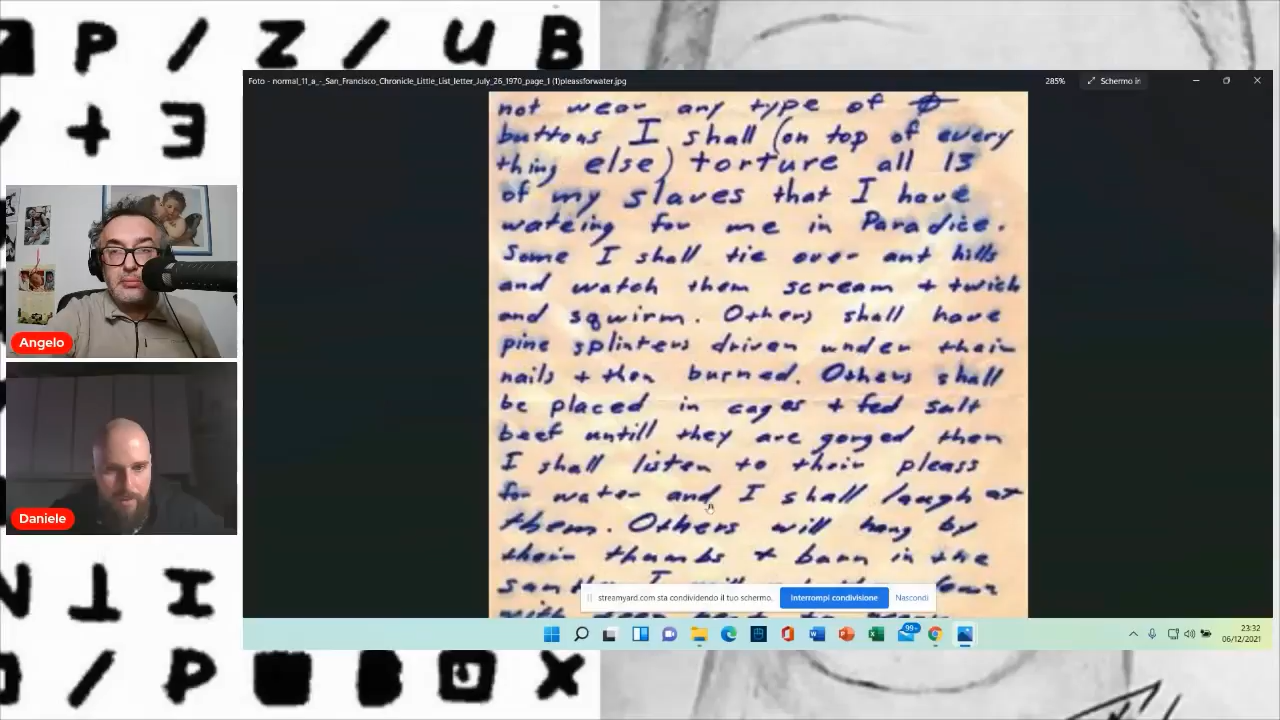 P / Z / U B
+ 3
Foto - normal_11_a_-_San_Francisco_Chronicle_Little_List_letter_July_26_1970_page_1 (1)pleassforwater.jpg
285%
Schermo in
not wear any type of ⌖
buttons I shall (on top of every
thing else) torture all 13
of my slaves that I have
wateing for me in Paradice.
Some I shall tie over ant hills
and watch them scream + twich
and squirm. Others shall have
pine splinters driven under their
nails + then burned. Others shall
be placed in cages + fed salt
beef untill they are gorged then
I shall listen to their pleass
for water and I shall laugh at
them. Others will hang by
their thumbs + burn in the
Angelo
Daniele
streamyard.com sta condividendo il tuo schermo.
Interrompi condivisione
Nascondi
99+
23:32
06/12/2021
N ⊥ I
/ P B U X